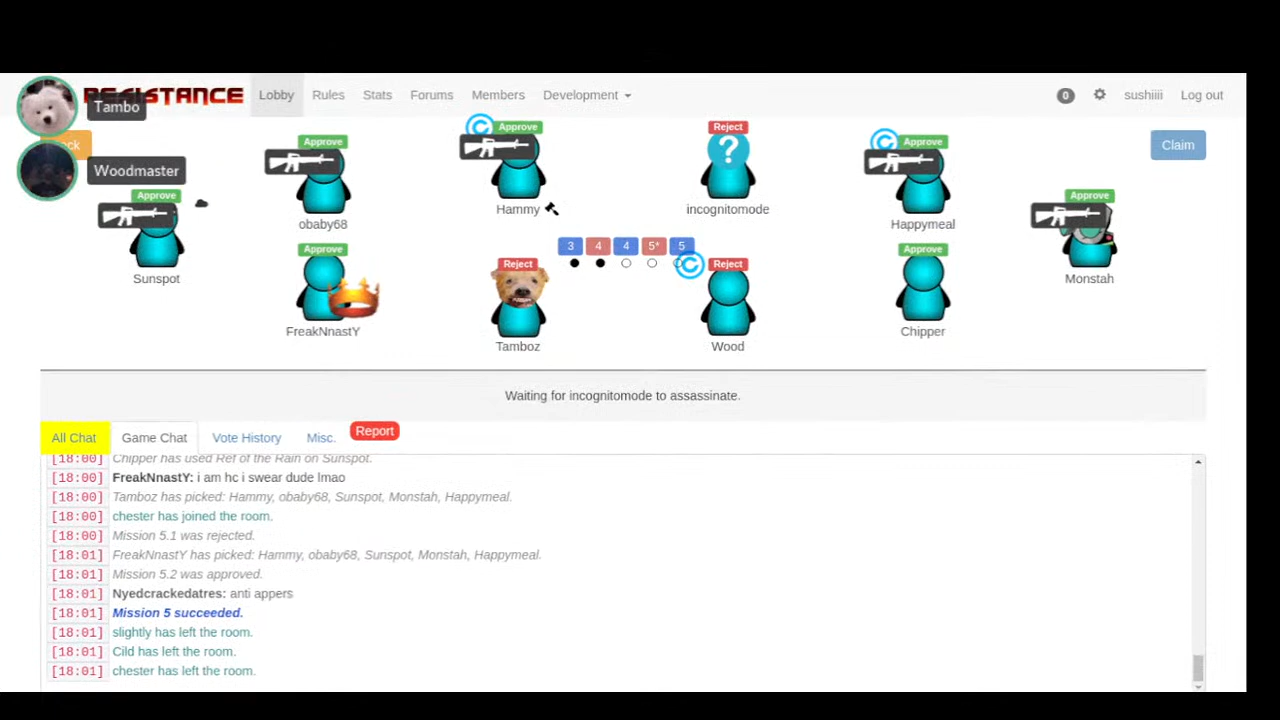 RESISTANCE Lobby Rules Stats Forums Members Development 0 sushiiii Log out
Tambo
Woodmaster
Claim
Approve
obaby68
Approve
Hammy
Reject
?
incognitomode
Approve
Happymeal
Approve
Sunspot
Approve
Monstah
3 4 4 5* 5
Approve
FreakNnastY
Reject
Tamboz
Reject
Wood
Approve
Chipper
Waiting for incognitomode to assassinate.
All Chat Game Chat Vote History Misc. Report
[18:00] Chipper has used Ref of the Rain on Sunspot.
[18:00] FreakNnastY: i am hc i swear dude lmao
[18:00] Tamboz has picked: Hammy, obaby68, Sunspot, Monstah, Happymeal.
[18:00] chester has joined the room.
[18:00] Mission 5.1 was rejected.
[18:01] FreakNnastY has picked: Hammy, obaby68, Sunspot, Monstah, Happymeal.
[18:01] Mission 5.2 was approved.
[18:01] Nyedcrackedatres: anti appers
[18:01] Mission 5 succeeded.
[18:01] slightly has left the room.
[18:01] Cild has left the room.
[18:01] chester has left the room.